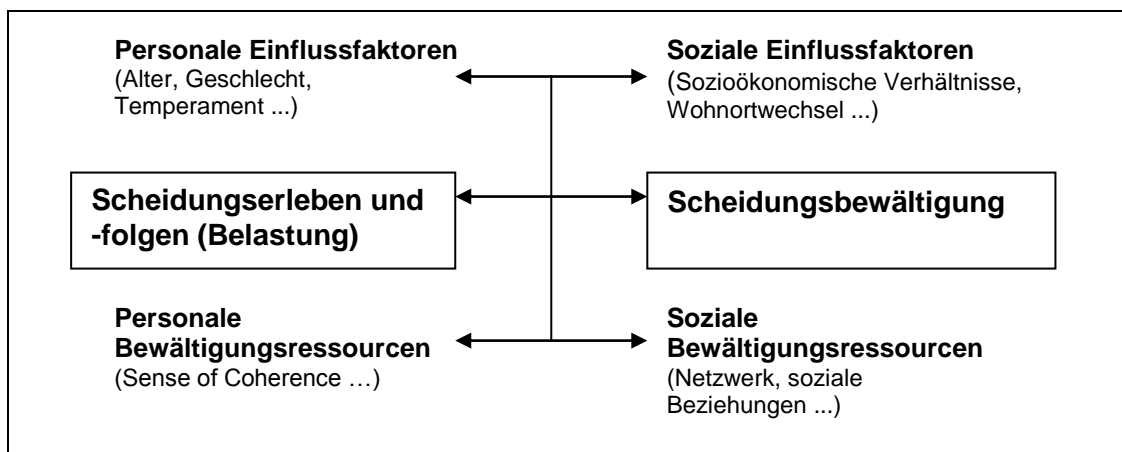 Personale Einflussfaktoren
(Alter, Geschlecht,
Temperament ...)
Soziale Einflussfaktoren
(Sozioökonomische Verhältnisse,
Wohnortwechsel ...)
Scheidungserleben und
-folgen (Belastung)
Scheidungsbewältigung
Personale
Bewältigungsressourcen
(Sense of Coherence …)
Soziale
Bewältigungsressourcen
(Netzwerk, soziale
Beziehungen ...)